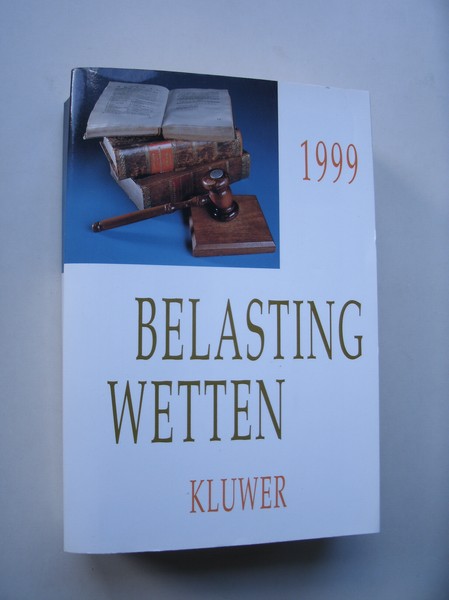 1999
BELASTING
WETTEN
KLUWER